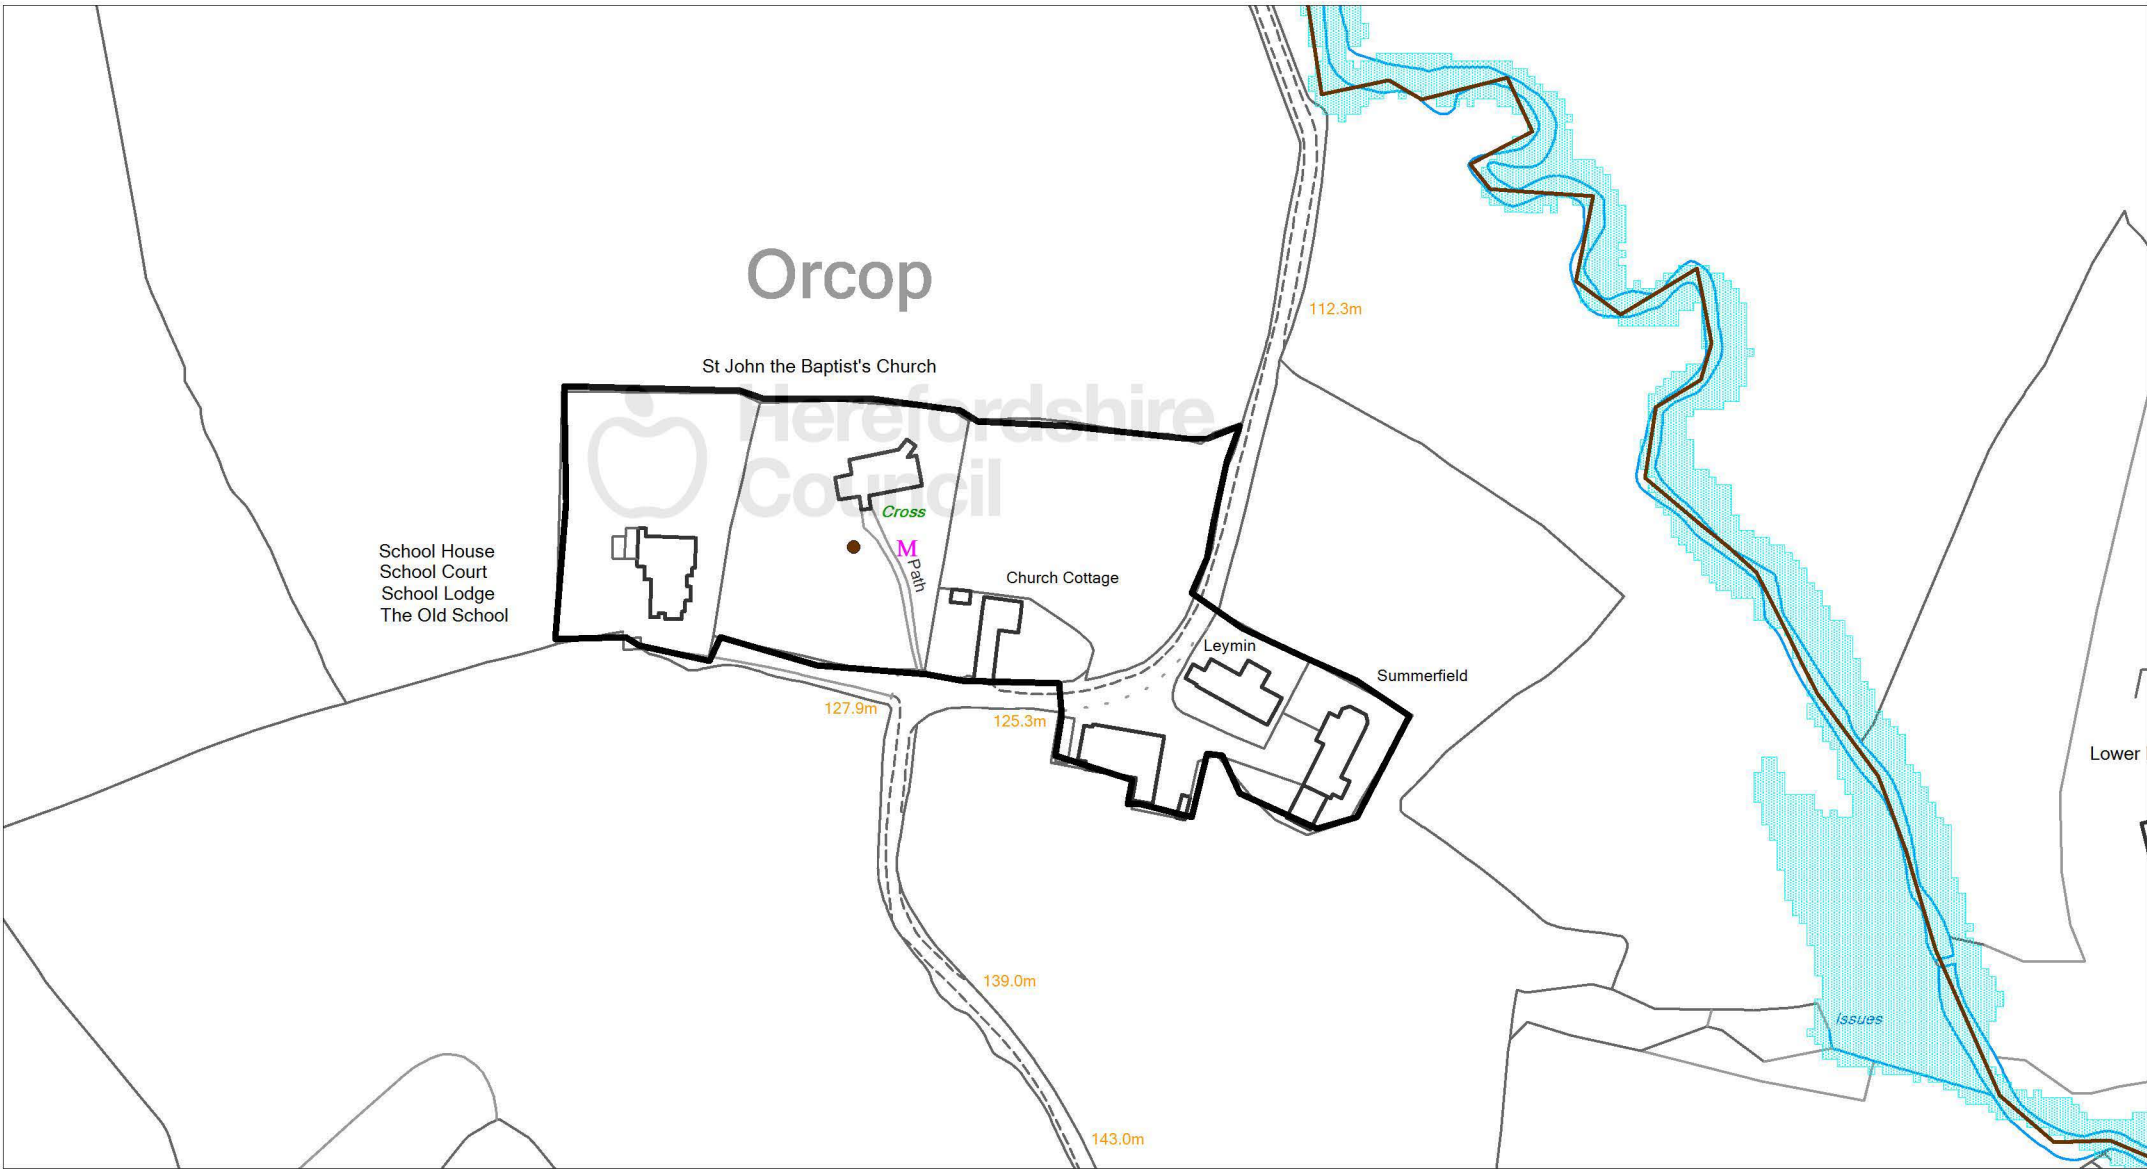 Orcop
112.3m
St John the Baptist's Church
Herefordshire
Council
Cross
M
Path
School House
School Court
School Lodge
The Old School
Church Cottage
Leymin
Summerfield
127.9m
125.3m
Lower
139.0m
Issues
143.0m